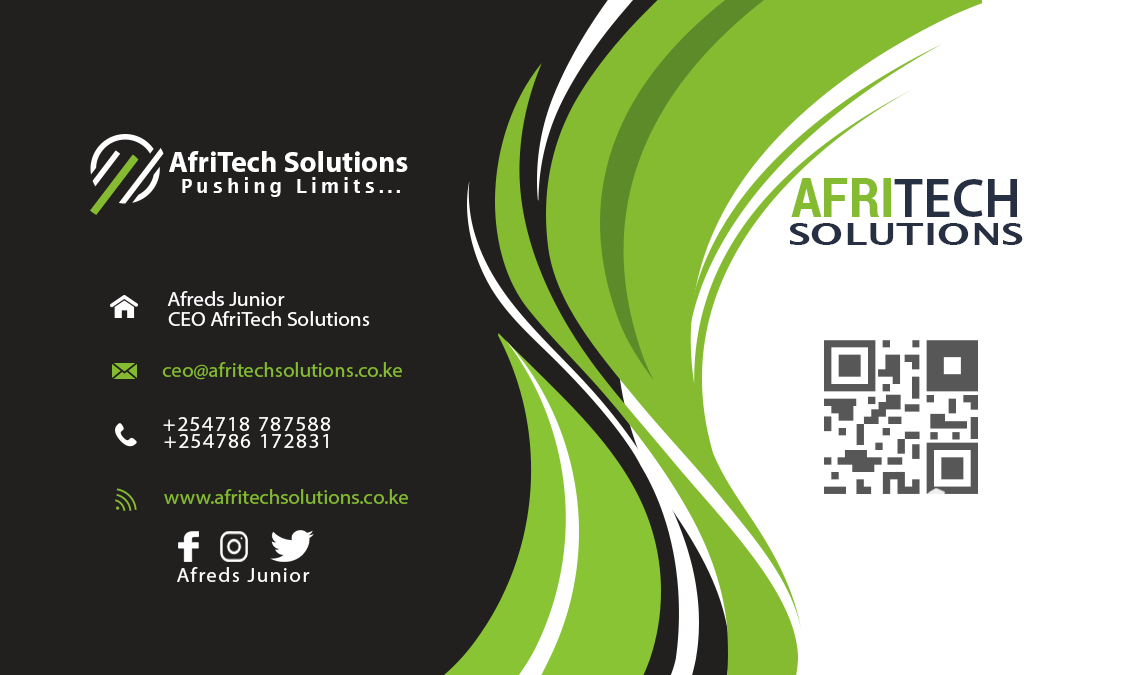 AfriTech Solutions
Pushing Limits...
Afreds Junior
CEO AfriTech Solutions
ceo@afritechsolutions.co.ke
+254718 787588
+254786 172831
www.afritechsolutions.co.ke
Afreds Junior
AFRITECH
SOLUTIONS